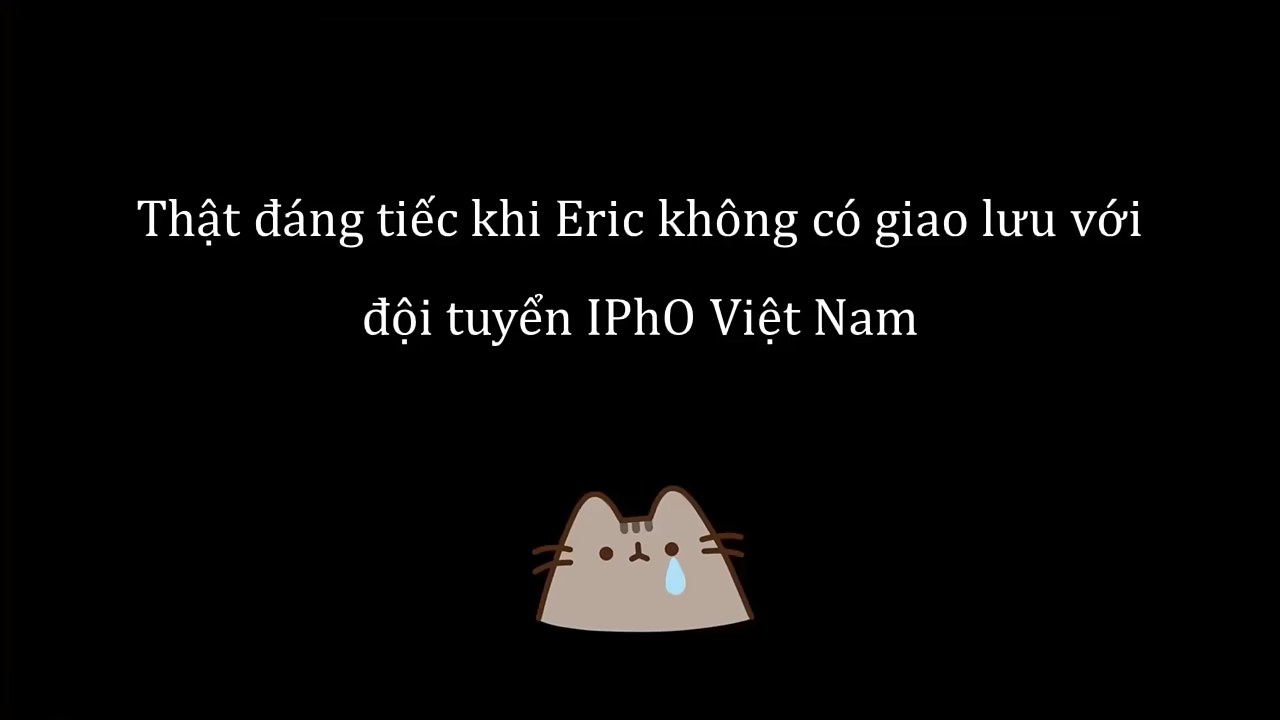 Thật đáng tiếc khi Eric không có giao lưu với
đội tuyển IPhO Việt Nam